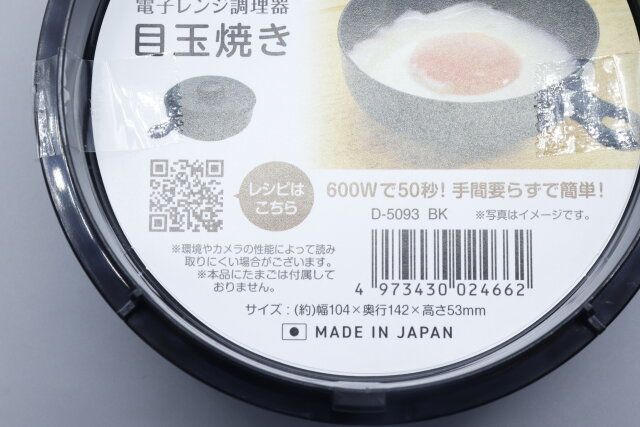 電子レンジ調理器
目玉焼き
レシピは
こちら
600Wで50秒!手間要らずで簡単!
D-5093 BK ※写真はイメージです。
※環境やカメラの性能によって読み
取りにくい場合がございます。
※本品にたまごは付属して
おりません。
4 973430 024662
サイズ:(約)幅104×奥行142×高さ53mm
MADE IN JAPAN